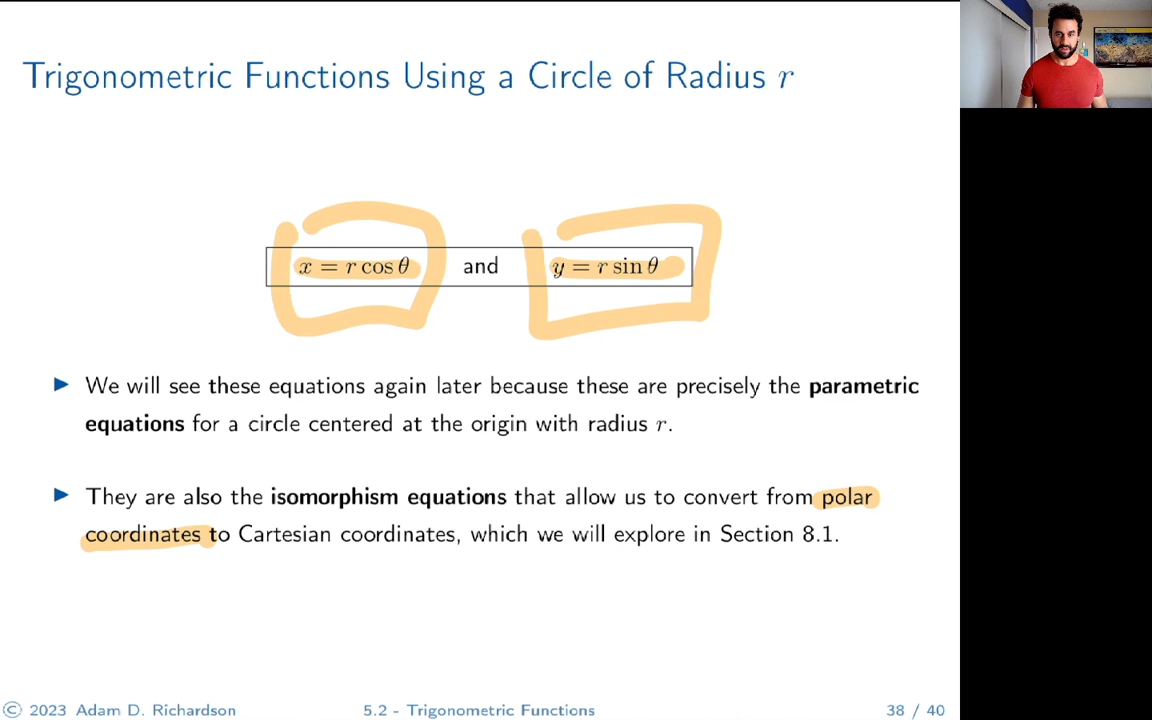 Trigonometric Functions Using a Circle of Radius r
x = r cos θ and y = r sin θ
▶ We will see these equations again later because these are precisely the parametric
equations for a circle centered at the origin with radius r.
▶ They are also the isomorphism equations that allow us to convert from polar
coordinates to Cartesian coordinates, which we will explore in Section 8.1.
© 2023 Adam D. Richardson 5.2 - Trigonometric Functions 38 / 40